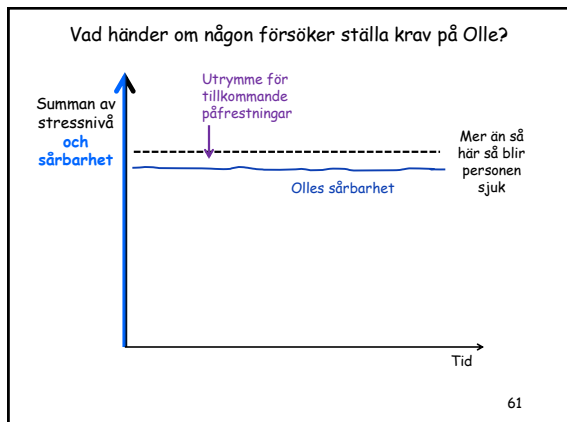 Vad händer om någon försöker ställa krav på Olle?
Summan av
stressnivå
och
sårbarhet
Utrymme för
tillkommande
påfrestningar
Mer än så
här så blir
personen
sjuk
Olles sårbarhet
Tid
61